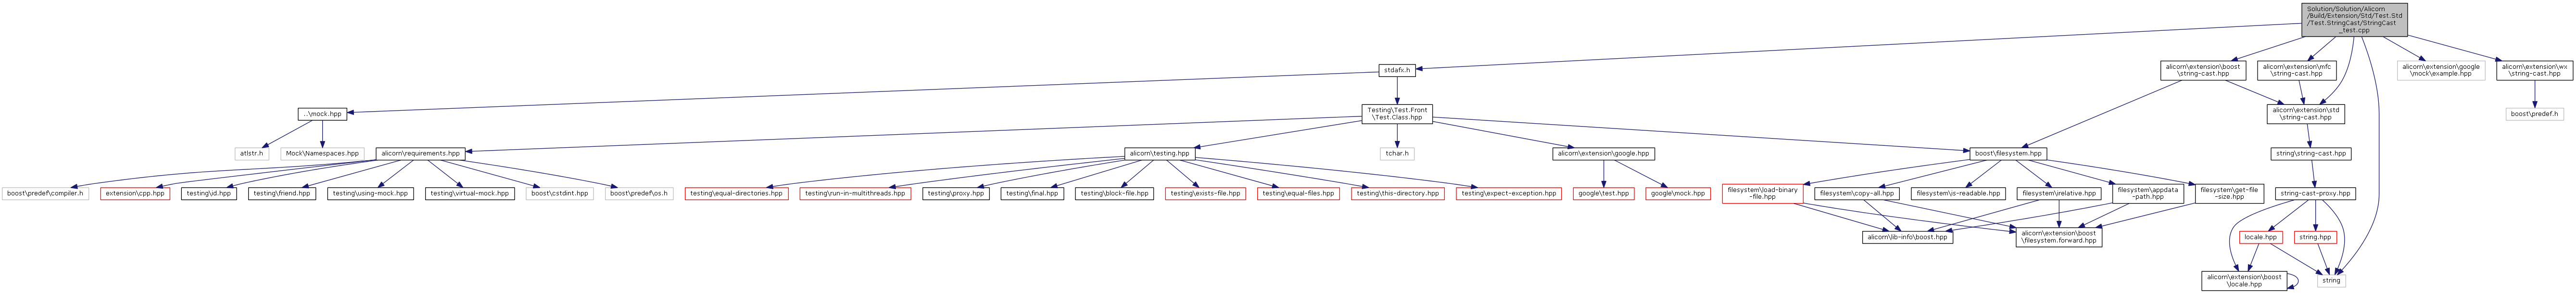 Solution/Solution/Alicorn
/Build/Extension/Std/Test.Std
/Test.StringCast/StringCast
_test.cpp
stdafx.h
alicorn\extension\boost
\string-cast.hpp
alicorn\extension\mfc
\string-cast.hpp
alicorn\extension\google
\mock\example.hpp
alicorn\extension\wx
\string-cast.hpp
..\mock.hpp
Testing\Test.Front
\Test.Class.hpp
alicorn\extension\std
\string-cast.hpp
boost\predef.h
atlstr.h
Mock\Namespaces.hpp
alicorn\requirements.hpp
alicorn\testing.hpp
tchar.h
alicorn\extension\google.hpp
boost\filesystem.hpp
string\string-cast.hpp
boost\predef\compiler.h
extension\cpp.hpp
testing\id.hpp
testing\friend.hpp
testing\using-mock.hpp
testing\virtual-mock.hpp
boost\cstdint.hpp
boost\predef\os.h
testing\equal-directories.hpp
testing\run-in-multithreads.hpp
testing\proxy.hpp
testing\final.hpp
testing\block-file.hpp
testing\exists-file.hpp
testing\equal-files.hpp
testing\this-directory.hpp
testing\expect-exception.hpp
google\test.hpp
google\mock.hpp
filesystem\load-binary
-file.hpp
filesystem\copy-all.hpp
filesystem\is-readable.hpp
filesystem\relative.hpp
filesystem\appdata
-path.hpp
filesystem\get-file
-size.hpp
string-cast-proxy.hpp
alicorn\lib-info\boost.hpp
alicorn\extension\boost
\filesystem.forward.hpp
locale.hpp
string.hpp
alicorn\extension\boost
\locale.hpp
string